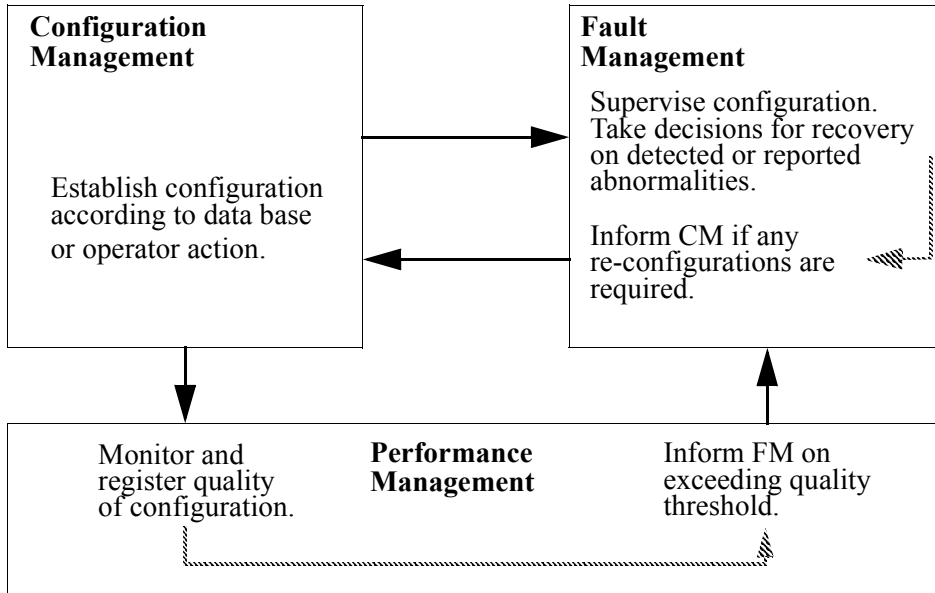 Configuration
Management
Establish configuration
according to data base
or operator action.
Fault
Management
Supervise configuration.
Take decisions for recovery
on detected or reported
abnormalities.
Inform CM if any
re-configurations are
required.
Monitor and
register quality
of configuration.
Performance
Management
Inform FM on
exceeding quality
threshold.